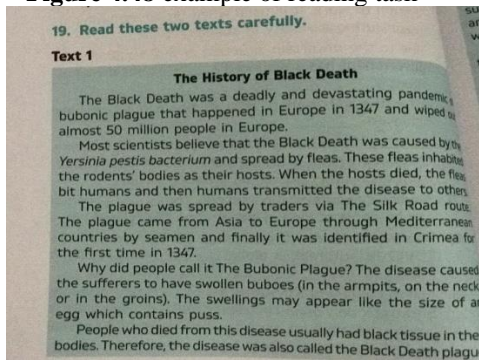 19. Read these two texts carefully.
Text 1
The History of Black Death
The Black Death was a deadly and devastating pandemic
bubonic plague that happened in Europe in 1347 and wiped
almost 50 million people in Europe.
Most scientists believe that the Black Death was caused by
Yersinia pestis bacterium and spread by fleas. These fleas inhabited
the rodents' bodies as their hosts. When the hosts died, the fleas
bit humans and then humans transmitted the disease to others
The plague was spread by traders via The Silk Road route.
The plague came from Asia to Europe through Mediterranean
countries by seamen and finally it was identified in Crimea for
the first time in 1347.
Why did people call it The Bubonic Plague? The disease caused
the sufferers to have swollen buboes (in the armpits, on the neck
or in the groins). The swellings may appear like the size of
egg which contains puss.
People who died from this disease usually had black tissue in the
bodies. Therefore, the disease was also called the Black Death